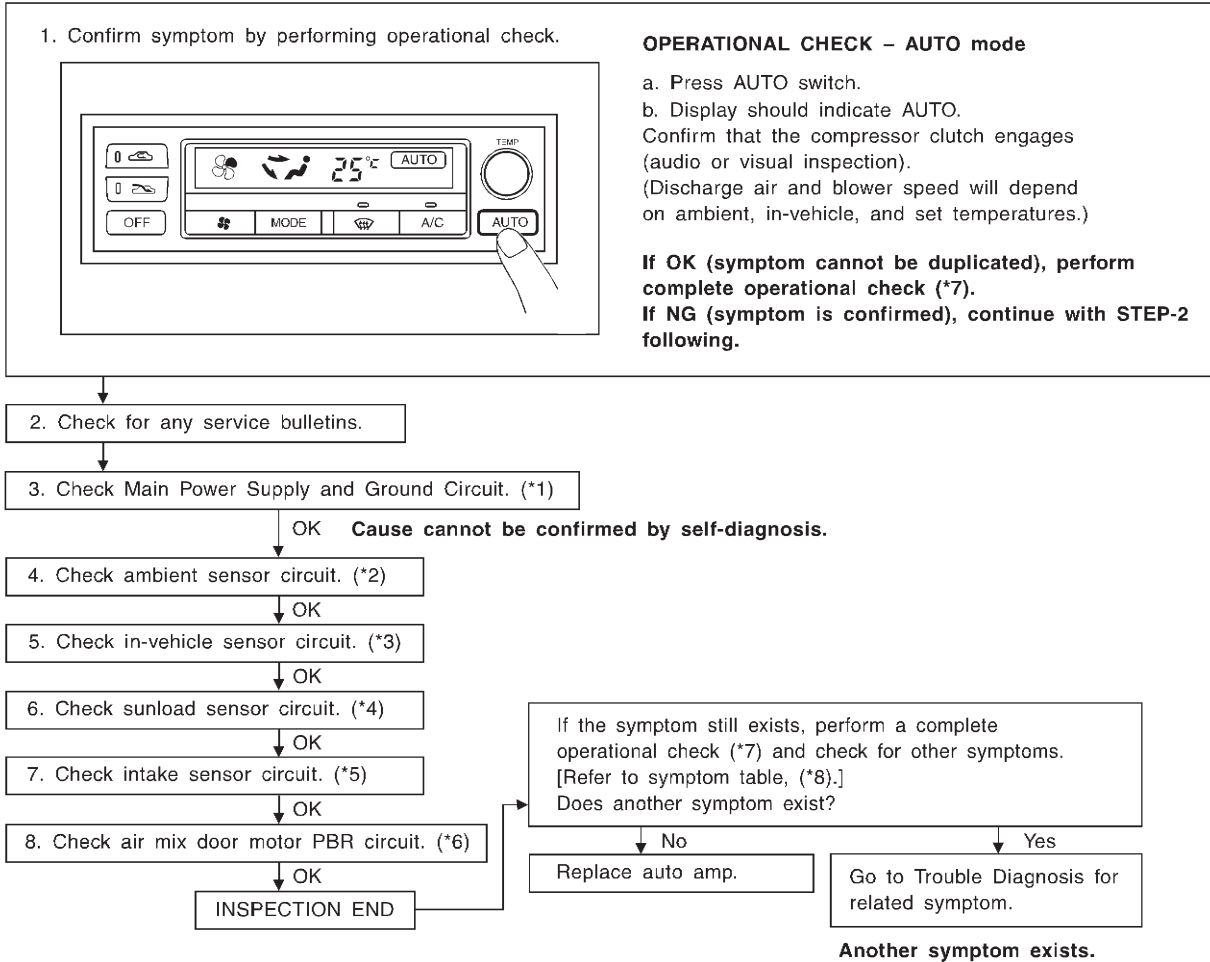 1. Confirm symptom by performing operational check.
TEMP
25°C
AUTO
OFF
MODE
A/C
AUTO
OPERATIONAL CHECK – AUTO mode
a. Press AUTO switch.
b. Display should indicate AUTO.
Confirm that the compressor clutch engages
(audio or visual inspection).
(Discharge air and blower speed will depend
on ambient, in-vehicle, and set temperatures.)
If OK (symptom cannot be duplicated), perform
complete operational check (*7).
If NG (symptom is confirmed), continue with STEP-2
following.
2. Check for any service bulletins.
3. Check Main Power Supply and Ground Circuit. (*1)
OK
Cause cannot be confirmed by self-diagnosis.
4. Check ambient sensor circuit. (*2)
OK
5. Check in-vehicle sensor circuit. (*3)
OK
6. Check sunload sensor circuit. (*4)
OK
7. Check intake sensor circuit. (*5)
OK
8. Check air mix door motor PBR circuit. (*6)
OK
INSPECTION END
If the symptom still exists, perform a complete
operational check (*7) and check for other symptoms.
[Refer to symptom table, (*8).]
Does another symptom exist?
No
Yes
Replace auto amp.
Go to Trouble Diagnosis for
related symptom.
Another symptom exists.